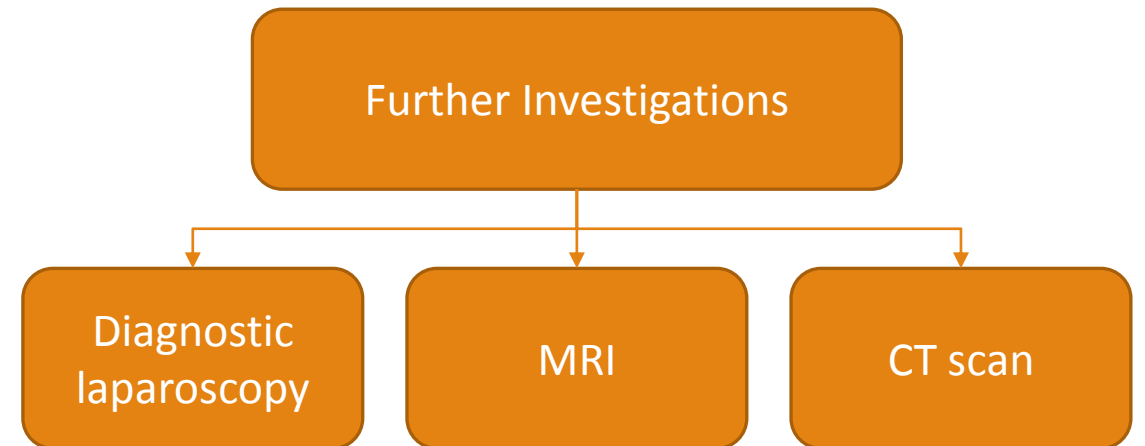 Further Investigations
Diagnostic
laparoscopy
MRI
CT scan